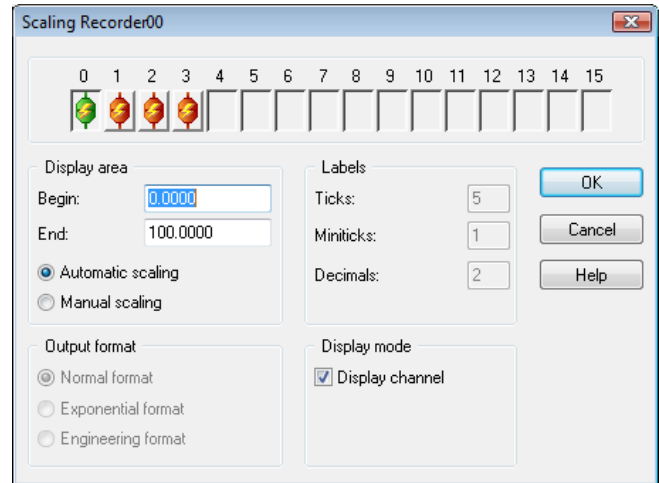 Scaling Recorder00
0 1 2 3 4 5 6 7 8 9 10 11 12 13 14 15
Display area
Begin: 0.0000
End: 100.0000
Automatic scaling
Manual scaling
Labels
Ticks: 5
Miniticks: 1
Decimals: 2
OK
Cancel
Help
Output format
Normal format
Exponential format
Engineering format
Display mode
Display channel